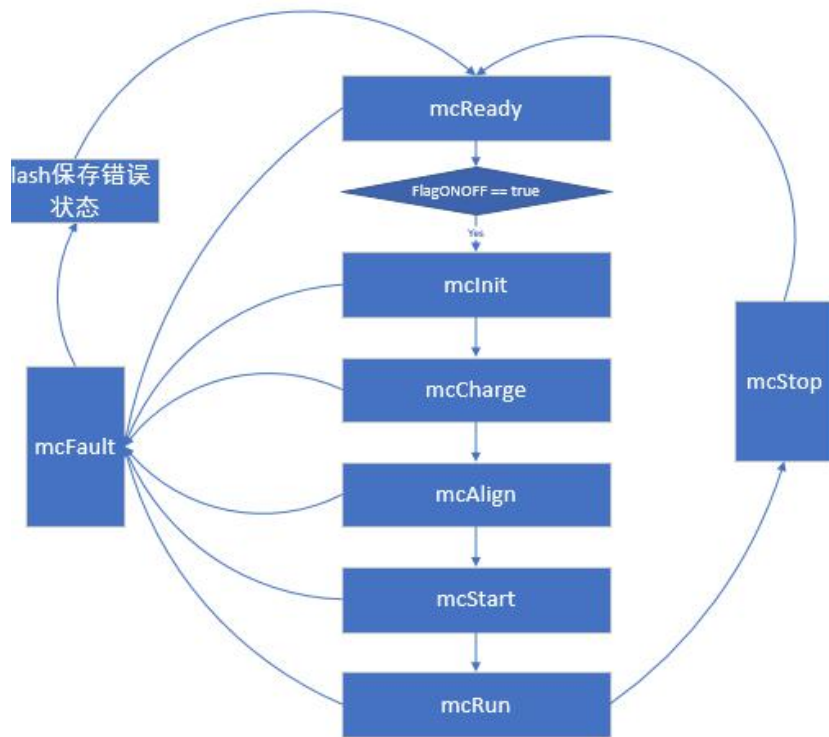 mcReady
lash保存错误
状态
FlagONOFF == true
Yes
mcInit
mcCharge
mcStop
mcFault
mcAlign
mcStart
mcRun